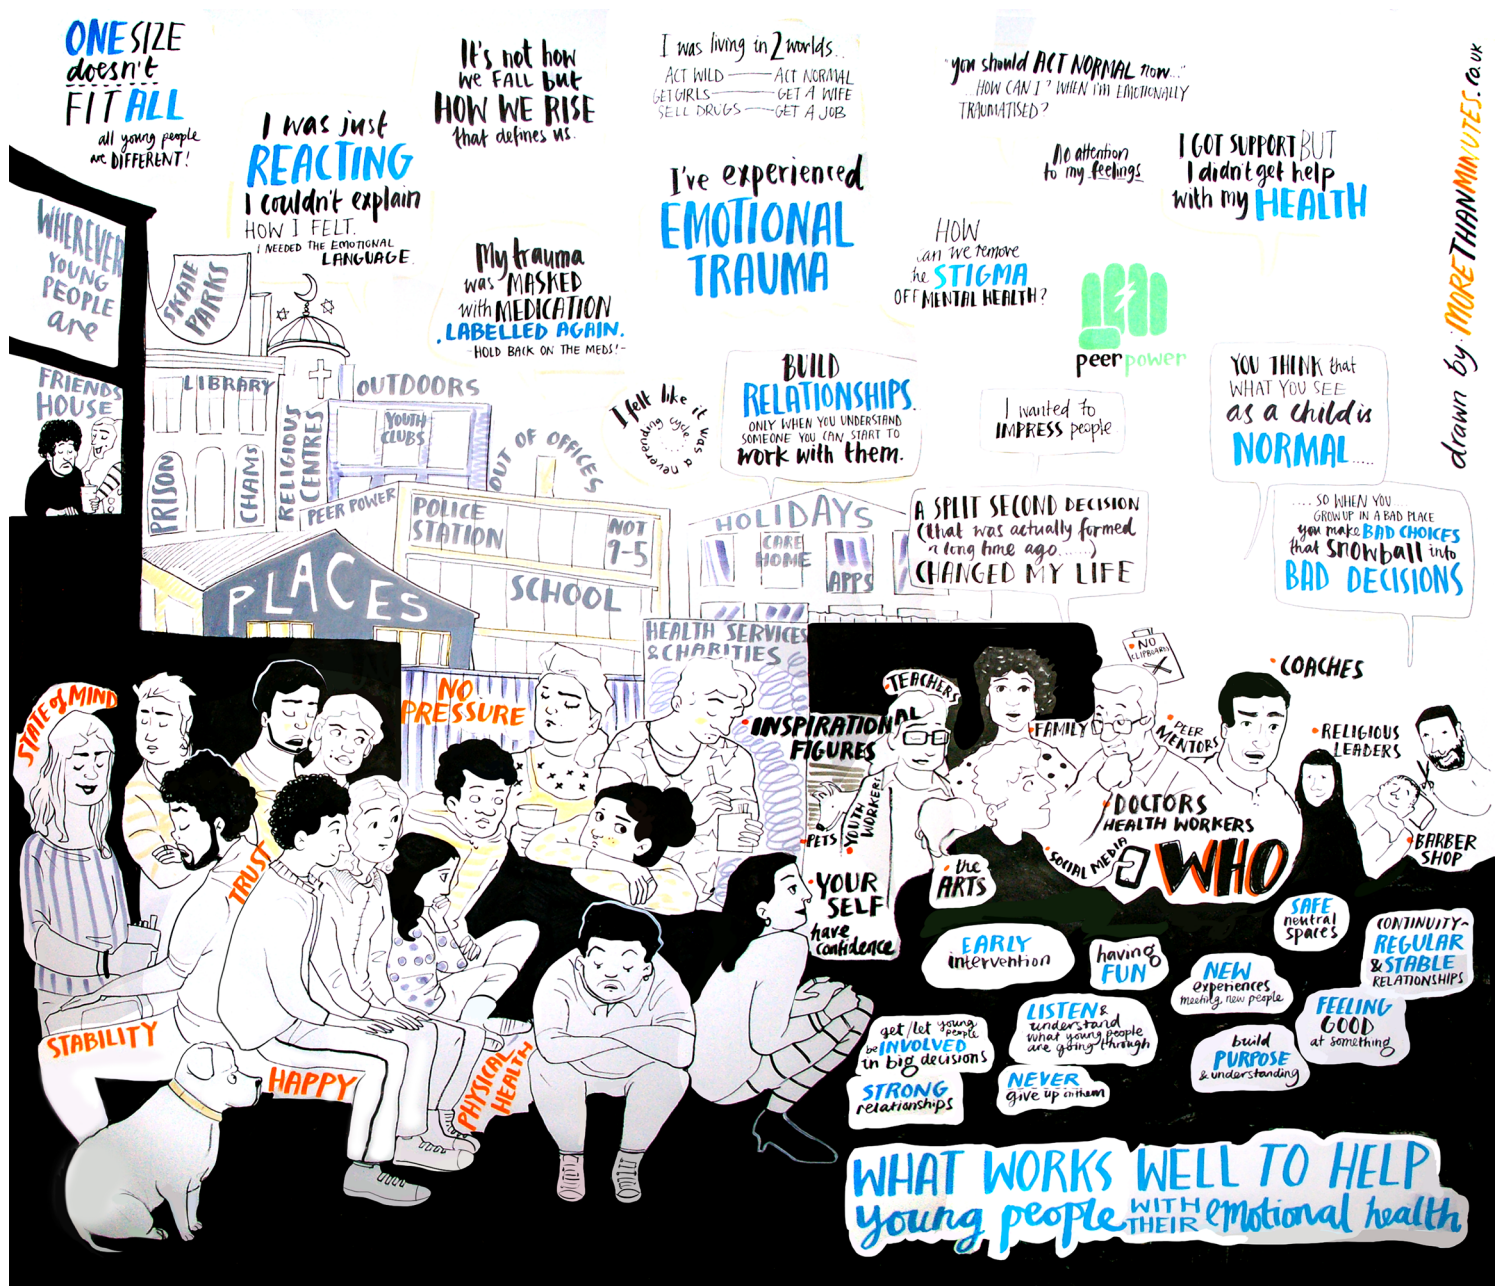 ONE SIZE
doesn't
FIT ALL
all young people
are DIFFERENT!
I was just
REACTING
I couldn't explain
HOW I FELT.
I NEEDED THE EMOTIONAL
LANGUAGE.
It's not how
WE FALL but
HOW WE RISE
that defines us.
My trauma
was MASKED
with MEDICATION
.LABELLED AGAIN.
-HOLD BACK ON THE MEDS!-
I was living in 2 worlds..
ACT WILD — ACT NORMAL
GET GIRLS — GET A WIFE
SELL DRUGS — GET A JOB
I've experienced
EMOTIONAL
TRAUMA
"you should ACT NORMAL now..."
...HOW CAN I? WHEN I'M EMOTIONALLY
TRAUMATISED?
No attention
to my feelings
I GOT SUPPORT BUT
I didn't get help
with my HEALTH
HOW
can we remove
the STIGMA
OFF MENTAL HEALTH?
peerpower
drawn by: MORETHANMINUTES.co.uk
WHEREVER
YOUNG
PEOPLE
are
FRIENDS
HOUSE
SKATE
PARKS
LIBRARY
PRISON
CHAMS
RELIGIOUS
CENTRES
OUTDOORS
YOUTH
CLUBS
PEER POWER
OUT OF OFFICES
POLICE
STATION
NOT
9-5
SCHOOL
PLACES
HOLIDAYS
CARE
HOME
APPS
HEALTH SERVICES
& CHARITIES
I felt like it was a neverending cycle
BUILD
RELATIONSHIPS.
ONLY WHEN YOU UNDERSTAND
SOMEONE YOU CAN START TO
work with them.
I wanted to
IMPRESS people
A SPLIT SECOND DECISION
(that was actually formed
a long time ago......)
CHANGED MY LIFE
YOU THINK that
WHAT YOU SEE
as a child is
NORMAL.....
....SO WHEN YOU
GROW UP IN A BAD PLACE
you make BAD CHOICES
that snowball into
BAD DECISIONS
STATE of MIND
NO
PRESSURE
TRUST
STABILITY
HAPPY
PHYSICAL
HEALTH
INSPIRATIONAL
FIGURES
TEACHERS
FAMILY
NO
CLIPBOARDS
PEER
MENTORS
COACHES
RELIGIOUS
LEADERS
BARBER
SHOP
DOCTORS
HEALTH WORKERS
SOCIAL MEDIA
WHO
PETS
YOUTH
WORKERS
the
ARTS
YOUR
SELF
have
confidence
EARLY
intervention
having
FUN
SAFE
neutral
spaces
CONTINUITY~
REGULAR
& STABLE
RELATIONSHIPS
NEW
experiences
meeting new people
LISTEN &
understand
what young people
are going through
FEELING
GOOD
at something
get/let young
people
be INVOLVED
in big decisions
build
PURPOSE
& understanding
STRONG
relationships
NEVER
give up on them
WHAT WORKS WELL TO HELP
young people WITH THEIR emotional health